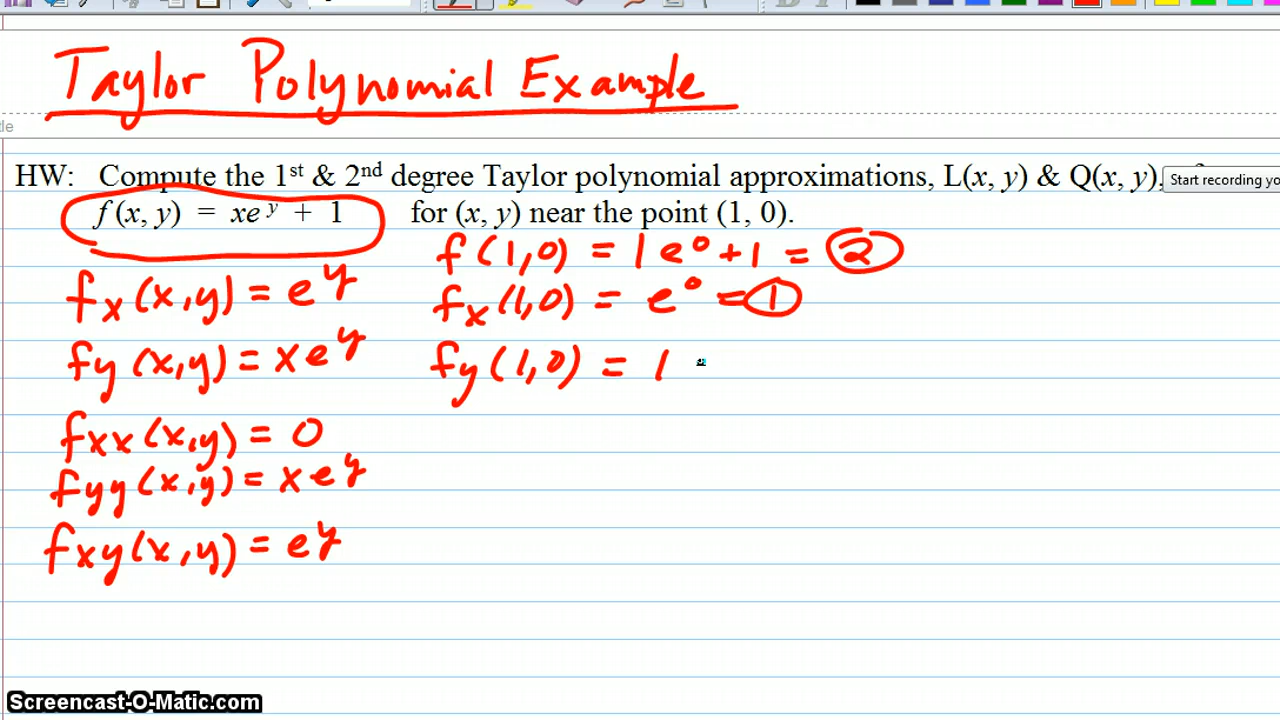 Taylor Polynomial Example
le
HW: Compute the 1st & 2nd degree Taylor polynomial approximations, L(x, y) & Q(x, y),
Start recording yo
f (x, y) = xe^y + 1 for (x, y) near the point (1, 0).
f(1,0) = 1e^0 + 1 = 2
fx(x,y) = e^y fx(1,0) = e^0 = 1
fy(x,y) = xe^y fy(1,0) = 1
fxx(x,y) = 0
fyy(x,y) = xe^y
fxy(x,y) = e^y
Screencast-O-Matic.com